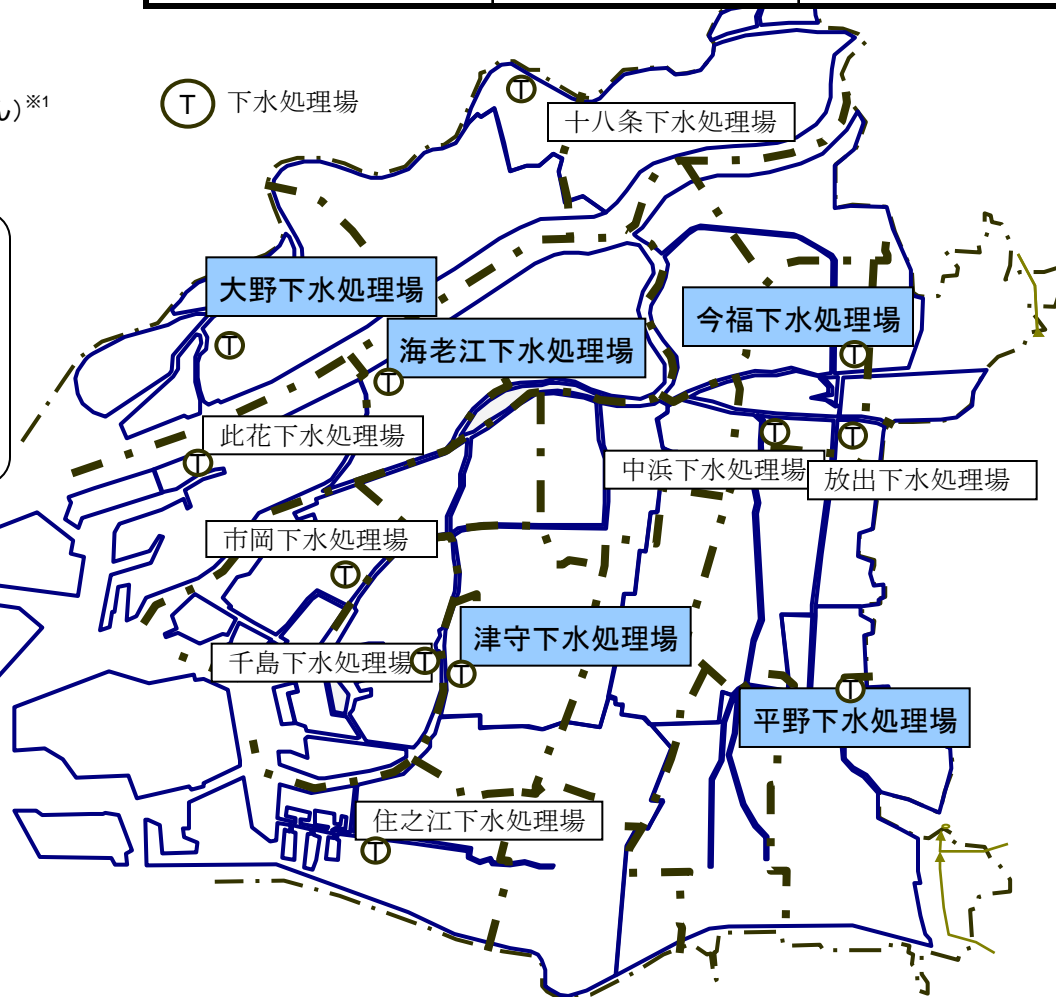 ん)※1
T 下水処理場
T
十八条下水処理場
大野下水処理場
T
海老江下水処理場
T
今福下水処理場
T
此花下水処理場
T
中浜下水処理場
T
放出下水処理場
T
市岡下水処理場
T
津守下水処理場
T
千島下水処理場
T
平野下水処理場
T
住之江下水処理場
T